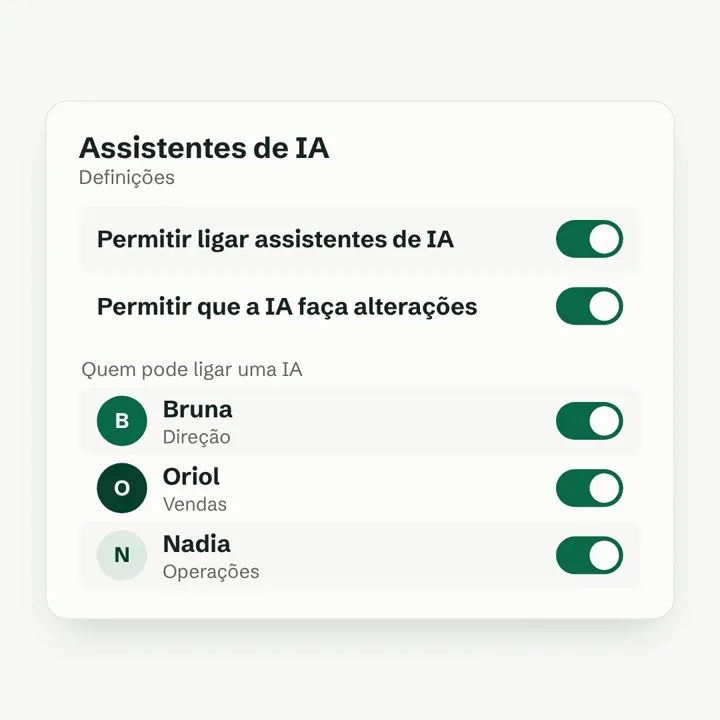 Assistentes de IA
Definições
Permitir ligar assistentes de IA
Permitir que a IA faça alterações
Quem pode ligar uma IA
B
Bruna
Direção
O
Oriol
Vendas
N
Nadia
Operações